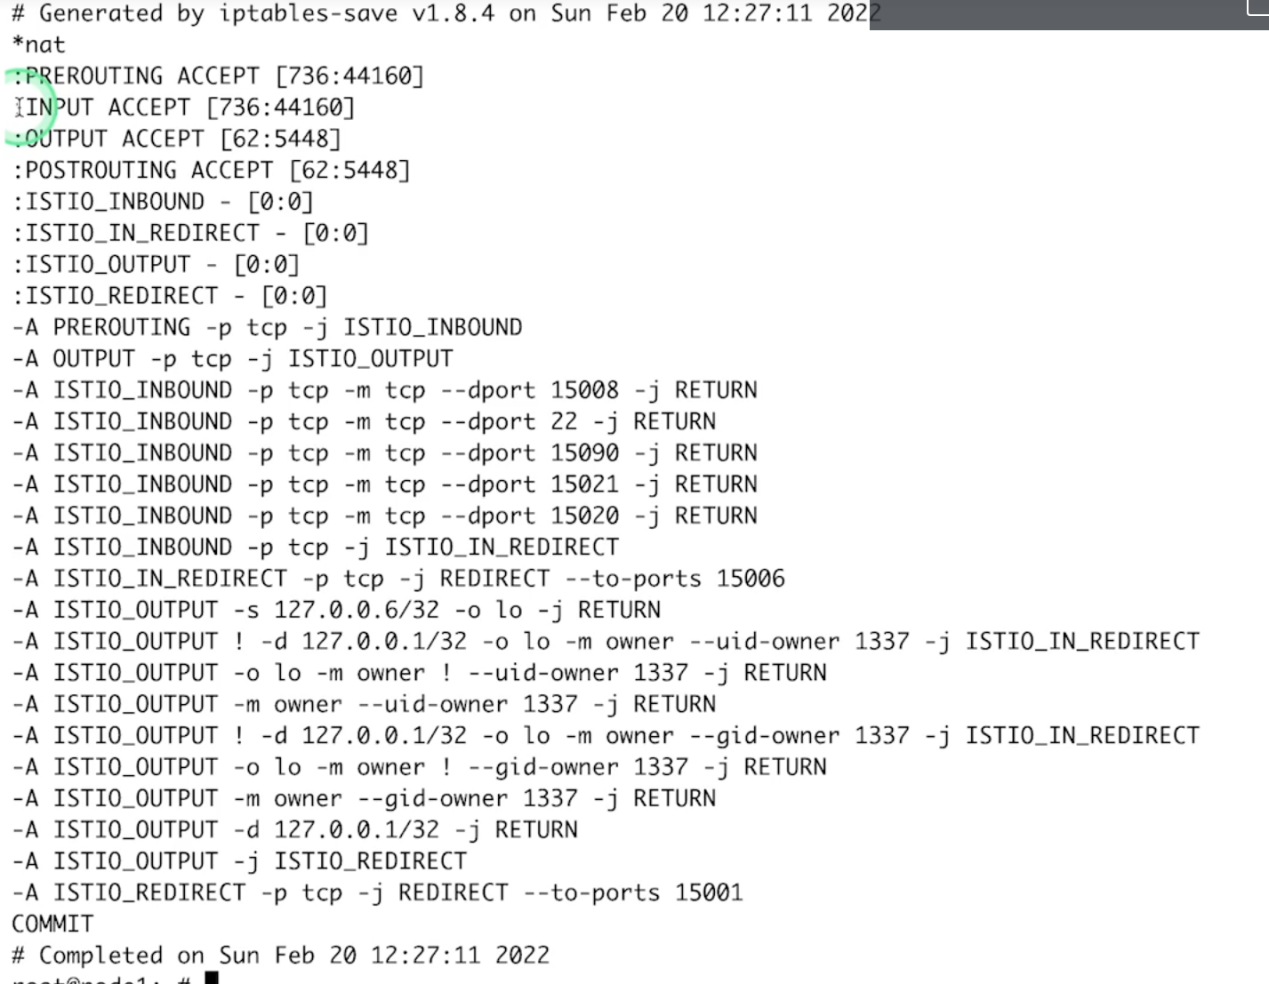 # Generated by iptables-save v1.8.4 on Sun Feb 20 12:27:11 2022
*nat
:PREROUTING ACCEPT [736:44160]
:INPUT ACCEPT [736:44160]
:OUTPUT ACCEPT [62:5448]
:POSTROUTING ACCEPT [62:5448]
:ISTIO_INBOUND - [0:0]
:ISTIO_IN_REDIRECT - [0:0]
:ISTIO_OUTPUT - [0:0]
:ISTIO_REDIRECT - [0:0]
-A PREROUTING -p tcp -j ISTIO_INBOUND
-A OUTPUT -p tcp -j ISTIO_OUTPUT
-A ISTIO_INBOUND -p tcp -m tcp --dport 15008 -j RETURN
-A ISTIO_INBOUND -p tcp -m tcp --dport 22 -j RETURN
-A ISTIO_INBOUND -p tcp -m tcp --dport 15090 -j RETURN
-A ISTIO_INBOUND -p tcp -m tcp --dport 15021 -j RETURN
-A ISTIO_INBOUND -p tcp -m tcp --dport 15020 -j RETURN
-A ISTIO_INBOUND -p tcp -j ISTIO_IN_REDIRECT
-A ISTIO_IN_REDIRECT -p tcp -j REDIRECT --to-ports 15006
-A ISTIO_OUTPUT -s 127.0.0.6/32 -o lo -j RETURN
-A ISTIO_OUTPUT ! -d 127.0.0.1/32 -o lo -m owner --uid-owner 1337 -j ISTIO_IN_REDIRECT
-A ISTIO_OUTPUT -o lo -m owner ! --uid-owner 1337 -j RETURN
-A ISTIO_OUTPUT -m owner --uid-owner 1337 -j RETURN
-A ISTIO_OUTPUT ! -d 127.0.0.1/32 -o lo -m owner --gid-owner 1337 -j ISTIO_IN_REDIRECT
-A ISTIO_OUTPUT -o lo -m owner ! --gid-owner 1337 -j RETURN
-A ISTIO_OUTPUT -m owner --gid-owner 1337 -j RETURN
-A ISTIO_OUTPUT -d 127.0.0.1/32 -j RETURN
-A ISTIO_OUTPUT -j ISTIO_REDIRECT
-A ISTIO_REDIRECT -p tcp -j REDIRECT --to-ports 15001
COMMIT
# Completed on Sun Feb 20 12:27:11 2022